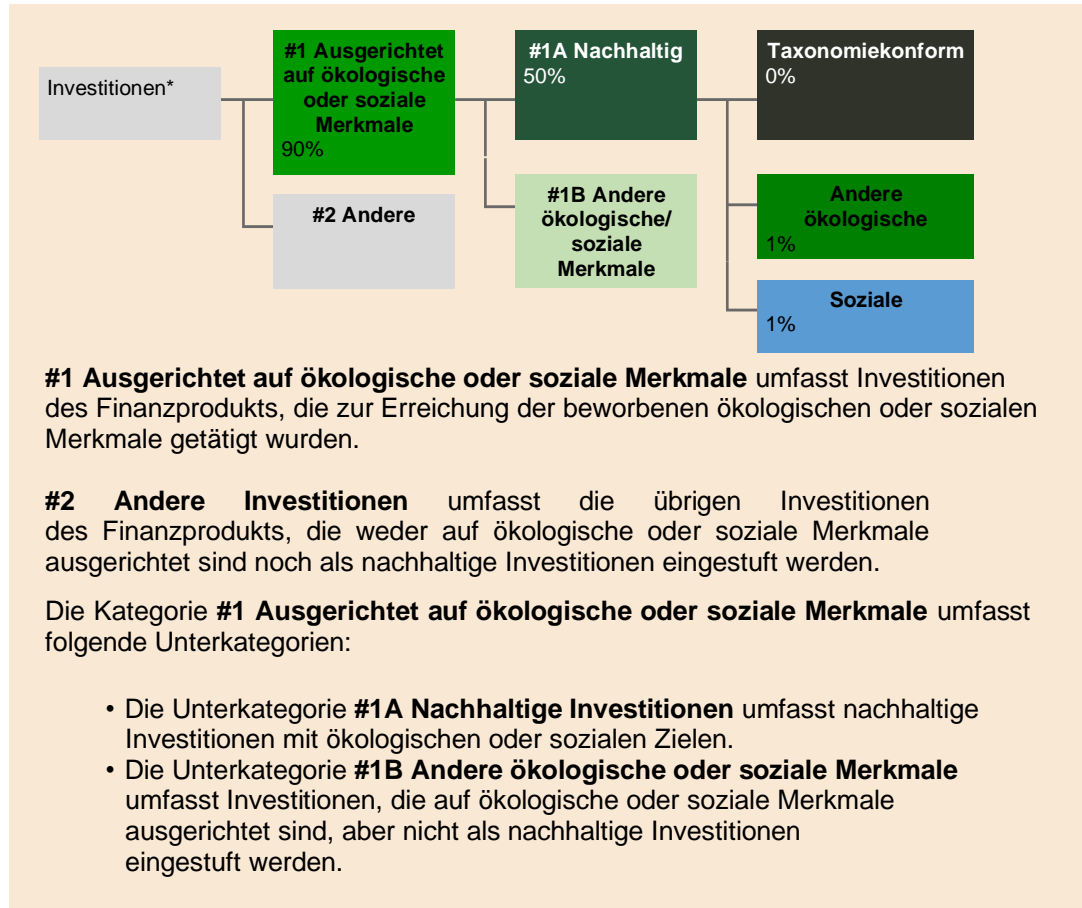 Investitionen*
#1 Ausgerichtet
auf ökologische
oder soziale
Merkmale
90%
#2 Andere
#1A Nachhaltig
50%
#1B Andere
ökologische/
soziale
Merkmale
Taxonomiekonform
0%
Andere
ökologische
1%
Soziale
1%
#1 Ausgerichtet auf ökologische oder soziale Merkmale umfasst Investitionen
des Finanzprodukts, die zur Erreichung der beworbenen ökologischen oder sozialen
Merkmale getätigt wurden.
#2 Andere Investitionen umfasst die übrigen Investitionen
des Finanzprodukts, die weder auf ökologische oder soziale Merkmale
ausgerichtet sind noch als nachhaltige Investitionen eingestuft werden.
Die Kategorie #1 Ausgerichtet auf ökologische oder soziale Merkmale umfasst
folgende Unterkategorien:
• Die Unterkategorie #1A Nachhaltige Investitionen umfasst nachhaltige
Investitionen mit ökologischen oder sozialen Zielen.
• Die Unterkategorie #1B Andere ökologische oder soziale Merkmale
umfasst Investitionen, die auf ökologische oder soziale Merkmale
ausgerichtet sind, aber nicht als nachhaltige Investitionen
eingestuft werden.